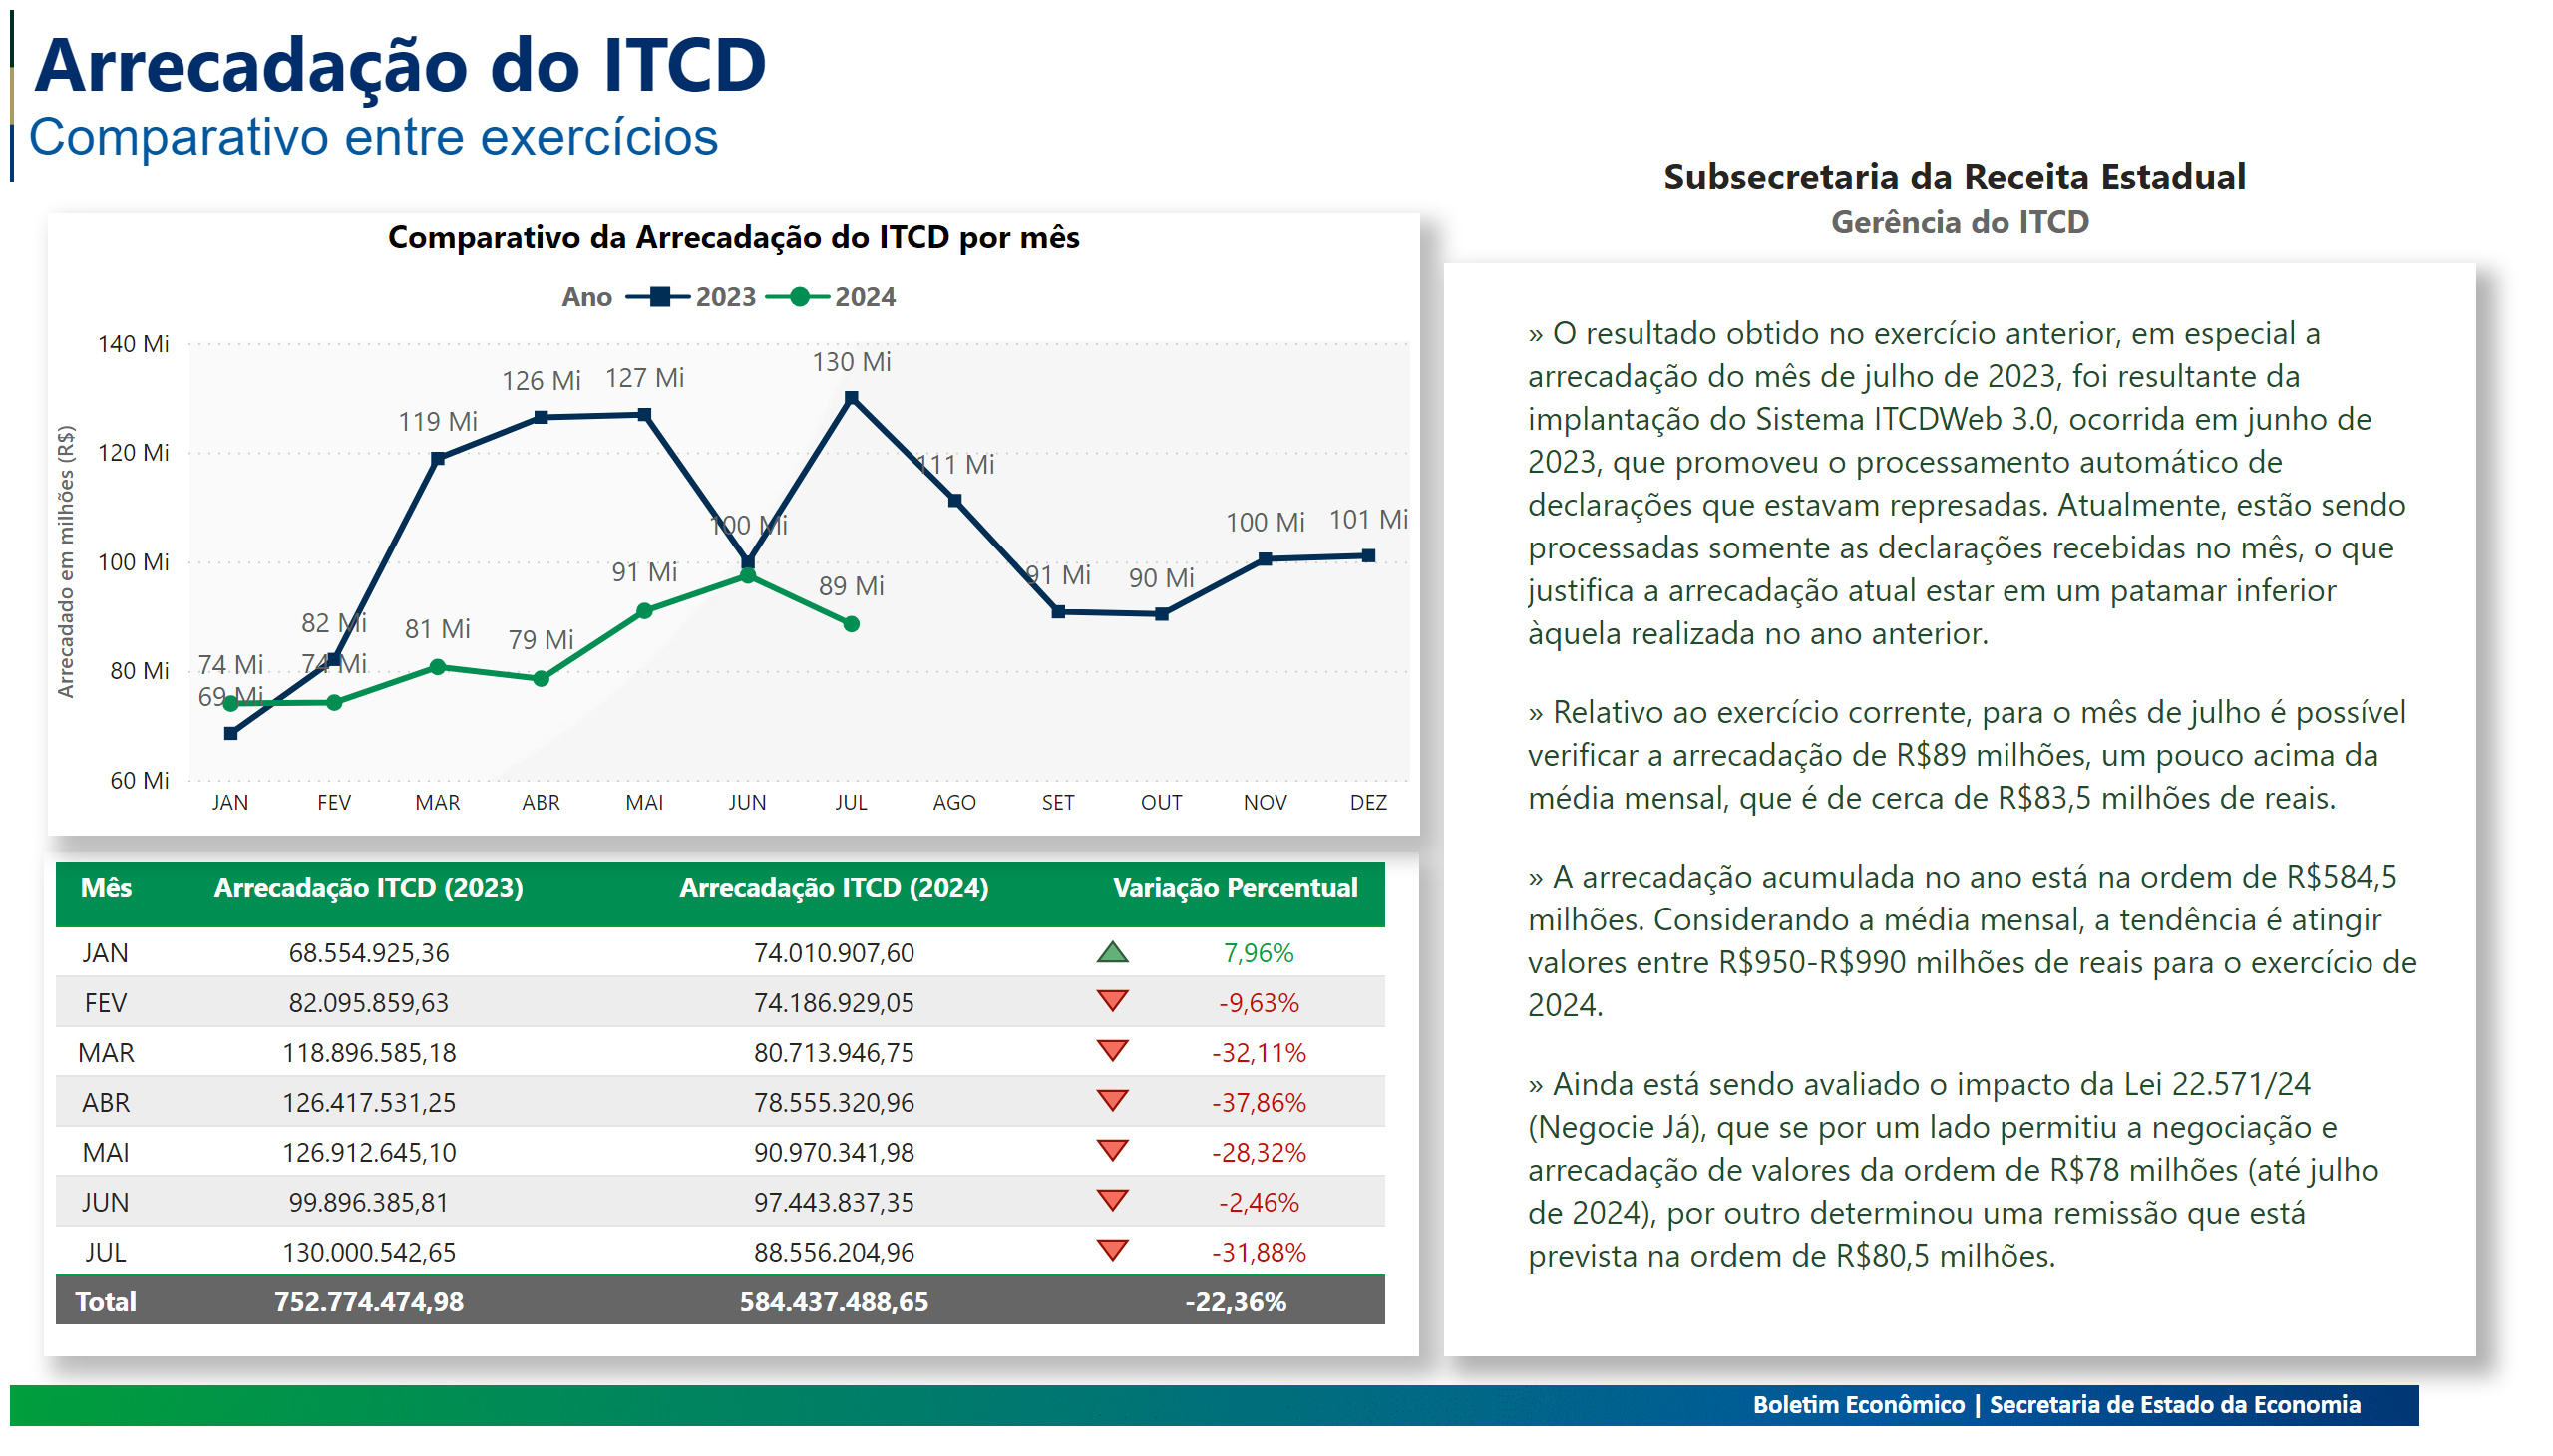 Arrecadação do ITCD
Comparativo entre exercícios
Comparativo da Arrecadação do ITCD por mês
Ano 2023 2024
Arrecadado em milhões (R$)
140 Mi
120 Mi
100 Mi
80 Mi
60 Mi
69 Mi
82 Mi
119 Mi
126 Mi
127 Mi
100 Mi
130 Mi
111 Mi
91 Mi
90 Mi
100 Mi
101 Mi
74 Mi
74 Mi
81 Mi
79 Mi
91 Mi
89 Mi
JAN FEV MAR ABR MAI JUN JUL AGO SET OUT NOV DEZ
Mês Arrecadação ITCD (2023) Arrecadação ITCD (2024) Variação Percentual
JAN 68.554.925,36 74.010.907,60 7,96%
FEV 82.095.859,63 74.186.929,05 -9,63%
MAR 118.896.585,18 80.713.946,75 -32,11%
ABR 126.417.531,25 78.555.320,96 -37,86%
MAI 126.912.645,10 90.970.341,98 -28,32%
JUN 99.896.385,81 97.443.837,35 -2,46%
JUL 130.000.542,65 88.556.204,96 -31,88%
Total 752.774.474,98 584.437.488,65 -22,36%
Subsecretaria da Receita Estadual
Gerência do ITCD
» O resultado obtido no exercício anterior, em especial a
arrecadação do mês de julho de 2023, foi resultante da
implantação do Sistema ITCDWeb 3.0, ocorrida em junho de
2023, que promoveu o processamento automático de
declarações que estavam represadas. Atualmente, estão sendo
processadas somente as declarações recebidas no mês, o que
justifica a arrecadação atual estar em um patamar inferior
àquela realizada no ano anterior.
» Relativo ao exercício corrente, para o mês de julho é possível
verificar a arrecadação de R$89 milhões, um pouco acima da
média mensal, que é de cerca de R$83,5 milhões de reais.
» A arrecadação acumulada no ano está na ordem de R$584,5
milhões. Considerando a média mensal, a tendência é atingir
valores entre R$950-R$990 milhões de reais para o exercício de
2024.
» Ainda está sendo avaliado o impacto da Lei 22.571/24
(Negocie Já), que se por um lado permitiu a negociação e
arrecadação de valores da ordem de R$78 milhões (até julho
de 2024), por outro determinou uma remissão que está
prevista na ordem de R$80,5 milhões.
Boletim Econômico | Secretaria de Estado da Economia